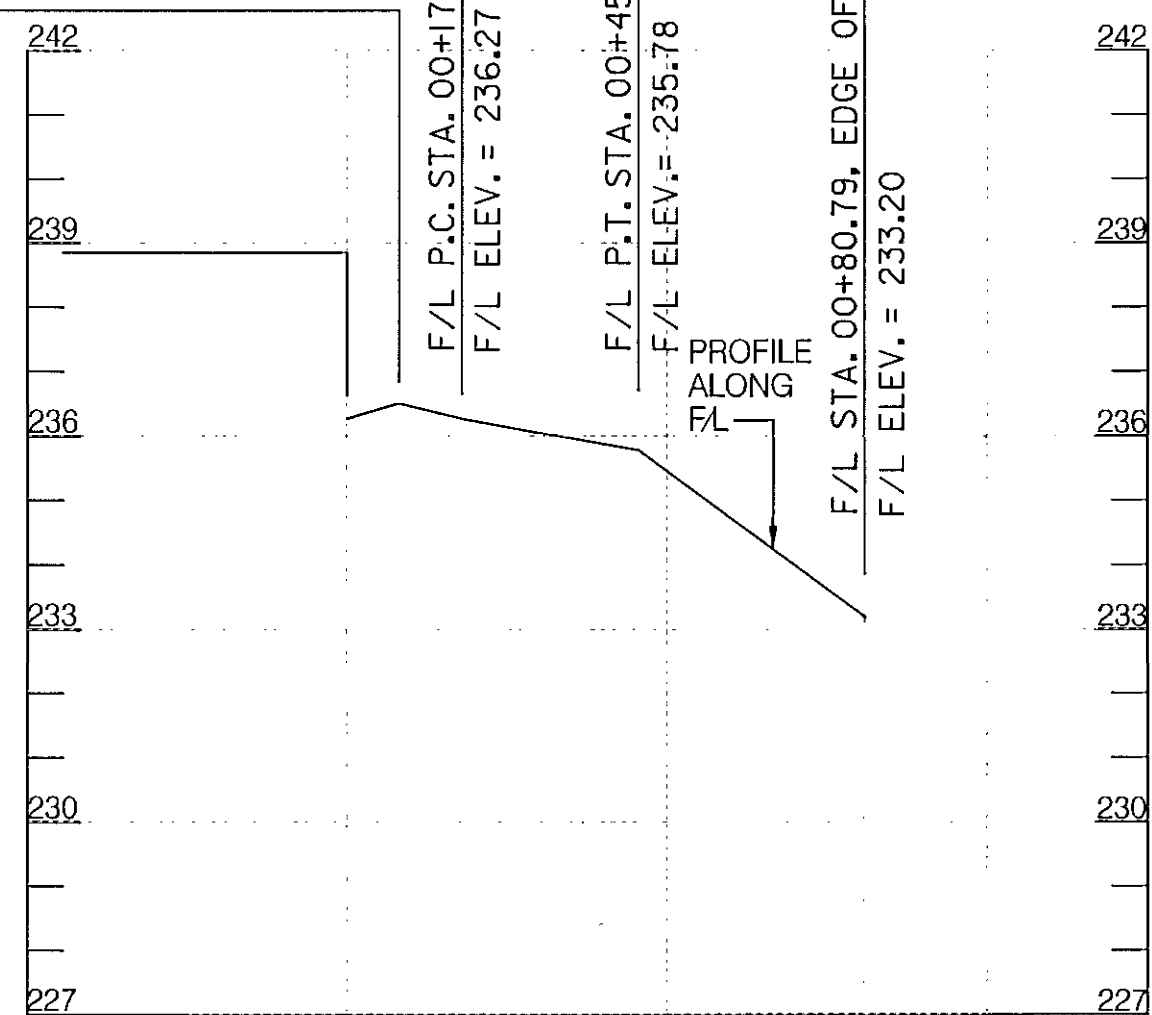 242
239
236
233
230
227
F/L P.C. STA. 00+17
F/L ELEV. = 236.27
F/L P.T. STA. 00+45
F/L ELEV. = 235.78
F/L STA. 00+80.79, EDGE OF
F/L ELEV. = 233.20
PROFILE
ALONG
F/L
242
239
236
233
230
227